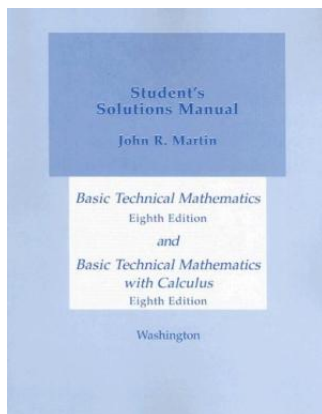 Student's
Solutions Manual
John R. Martin
Basic Technical Mathematics
Eighth Edition
and
Basic Technical Mathematics
with Calculus
Eighth Edition
Washington